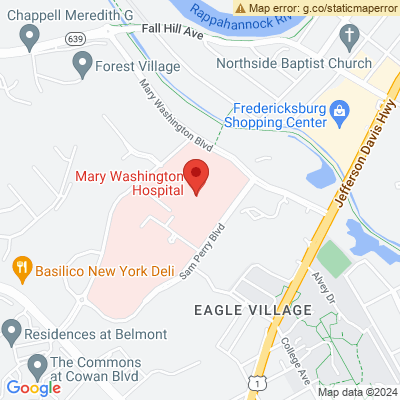 Map error: g.co/staticmaperror
Chappell Meredith G
Fall Hill Ave
Rappahannock Riv
639
Forest Village
Northside Baptist Church
Mary Washington Blvd
Fredericksburg
Shopping Center
Jefferson Davis Hwy
Mary Washington
Hospital
Sam Perry Blvd
Basilico New York Deli
Alvey Dr
EAGLE VILLAGE
Residences at Belmont
College Ave
The Commons
at Cowan Blvd
1
Google
Map data ©2024